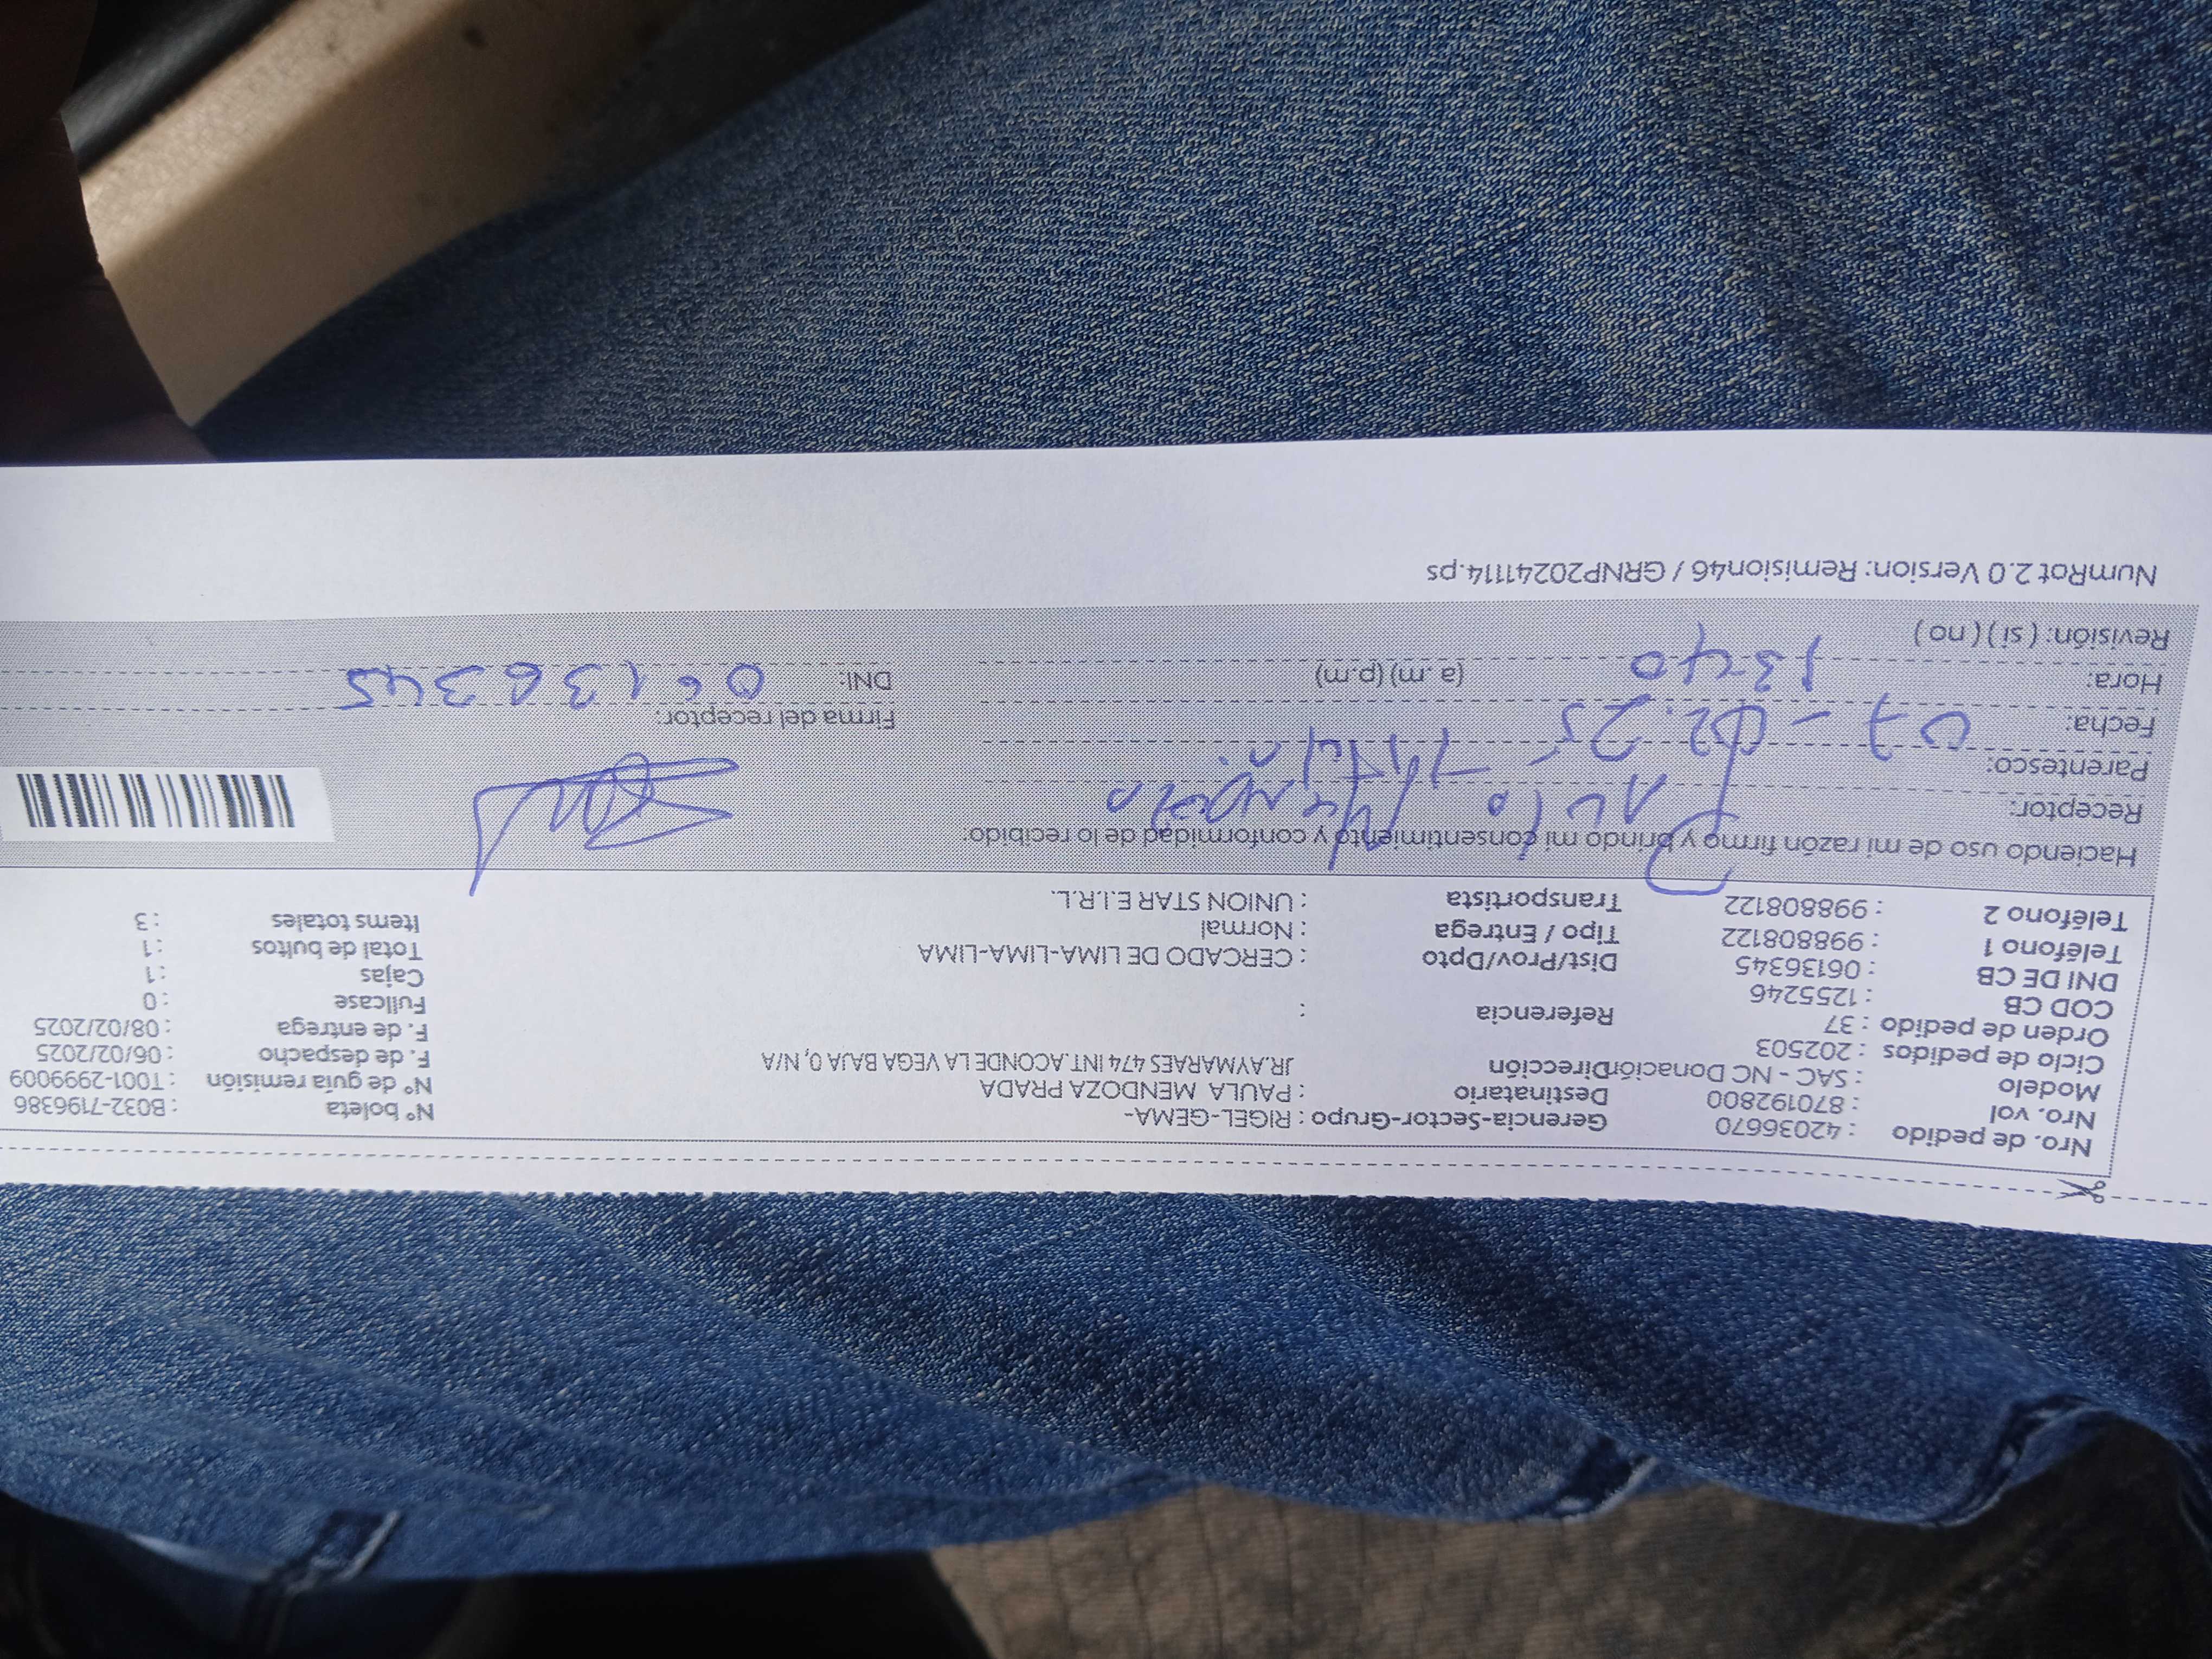 Nro. de pedido : 42036670 Gerencia-Sector-Grupo : RIGEL-GEMA- N° boleta : B032-7196386
Nro. vol : 870192800 Destinatario : PAULA MENDOZA PRADA N° de guía remisión : T001-2999009
Modelo : SAC - NC Donación Dirección JR.AYMARAES 474 INT.ACONDE LA VEGA BAJA 0, N/A F. de despacho : 06/02/2025
Ciclo de pedidos : 202503 F. de entrega : 08/02/2025
Orden de pedido : 37 Referencia : Fullcase : 0
COD CB : 1255246 Cajas : 1
DNI DE CB : 06136345 Dist/Prov/Dpto : CERCADO DE LIMA-LIMA-LIMA Total de bultos : 1
Teléfono 1 : 998808122 Tipo / Entrega : Normal Items totales : 3
Teléfono 2 : 998808122 Transportista : UNION STAR E.I.R.L.
Haciendo uso de mi razón firmo y brindo mi consentimiento y conformidad de lo recibido:
Receptor: Paula Mendoza
Parentesco: Titular
Fecha: 07-02-25 Firma del receptor:
Hora: 1340 (a.m) (p.m) DNI: 06136345
Revisión: ( si ) ( no )
NumRot 2.0 Version: Remision46 / GRNP20241114.ps